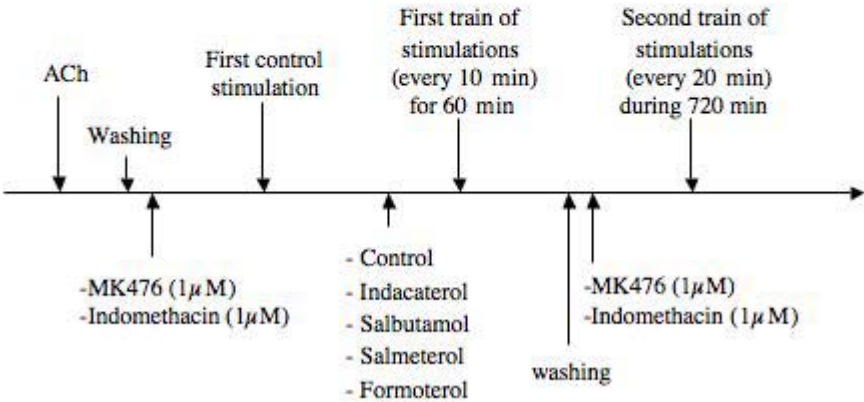 ACh
Washing
First control
stimulation
First train of
stimulations
(every 10 min)
for 60 min
Second train of
stimulations
(every 20 min)
during 720 min
-MK476 (1μM)
-Indomethacin (1μM)
- Control
- Indacaterol
- Salbutamol
- Salmeterol
- Formoterol
washing
-MK476 (1μM)
-Indomethacin (1μM)